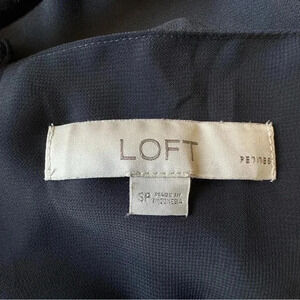 LOFT
PETITES
SP
MADE IN
INDONESIA